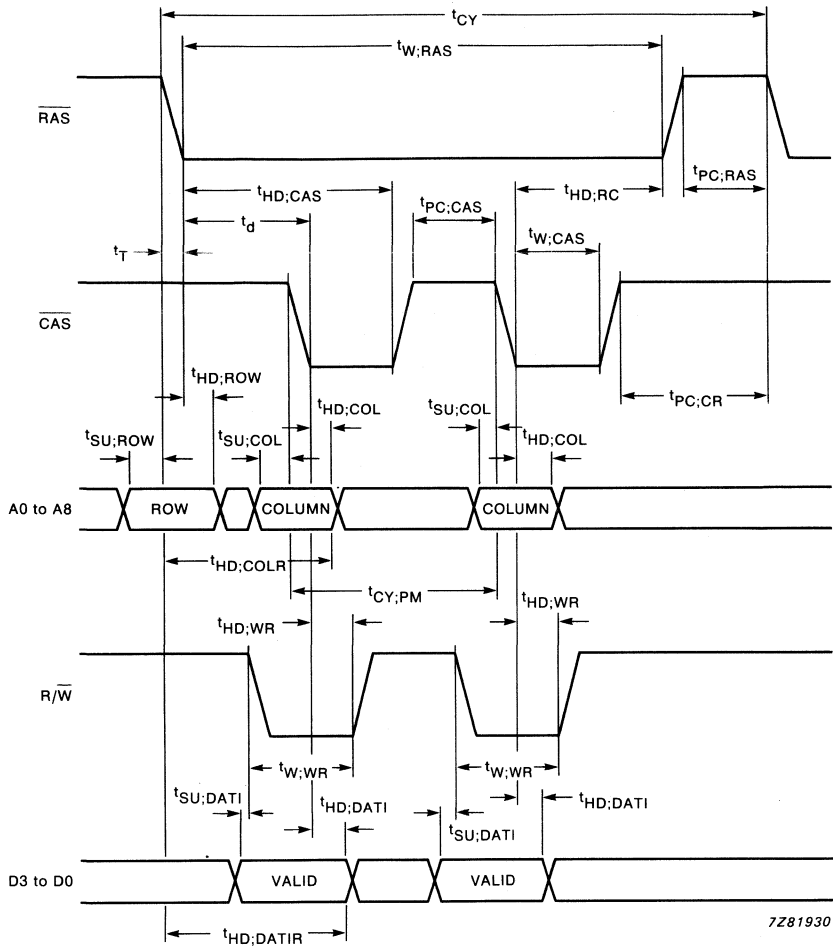 tCY
tW;RAS
RAS
tHD;CAS
tPC;CAS
tHD;RC
tPC;RAS
td
tW;CAS
tT
CAS
tHD;ROW
tHD;COL
tSU;COL
tPC;CR
tSU;ROW
tSU;COL
tHD;COL
A0 to A8
ROW
COLUMN
COLUMN
tHD;COLR
tCY;PM
tHD;WR
tHD;WR
R/W
tW;WR
tW;WR
tSU;DATI
tHD;DATI
tSU;DATI
tHD;DATI
D3 to D0
VALID
VALID
7Z81930
tHD;DATIR